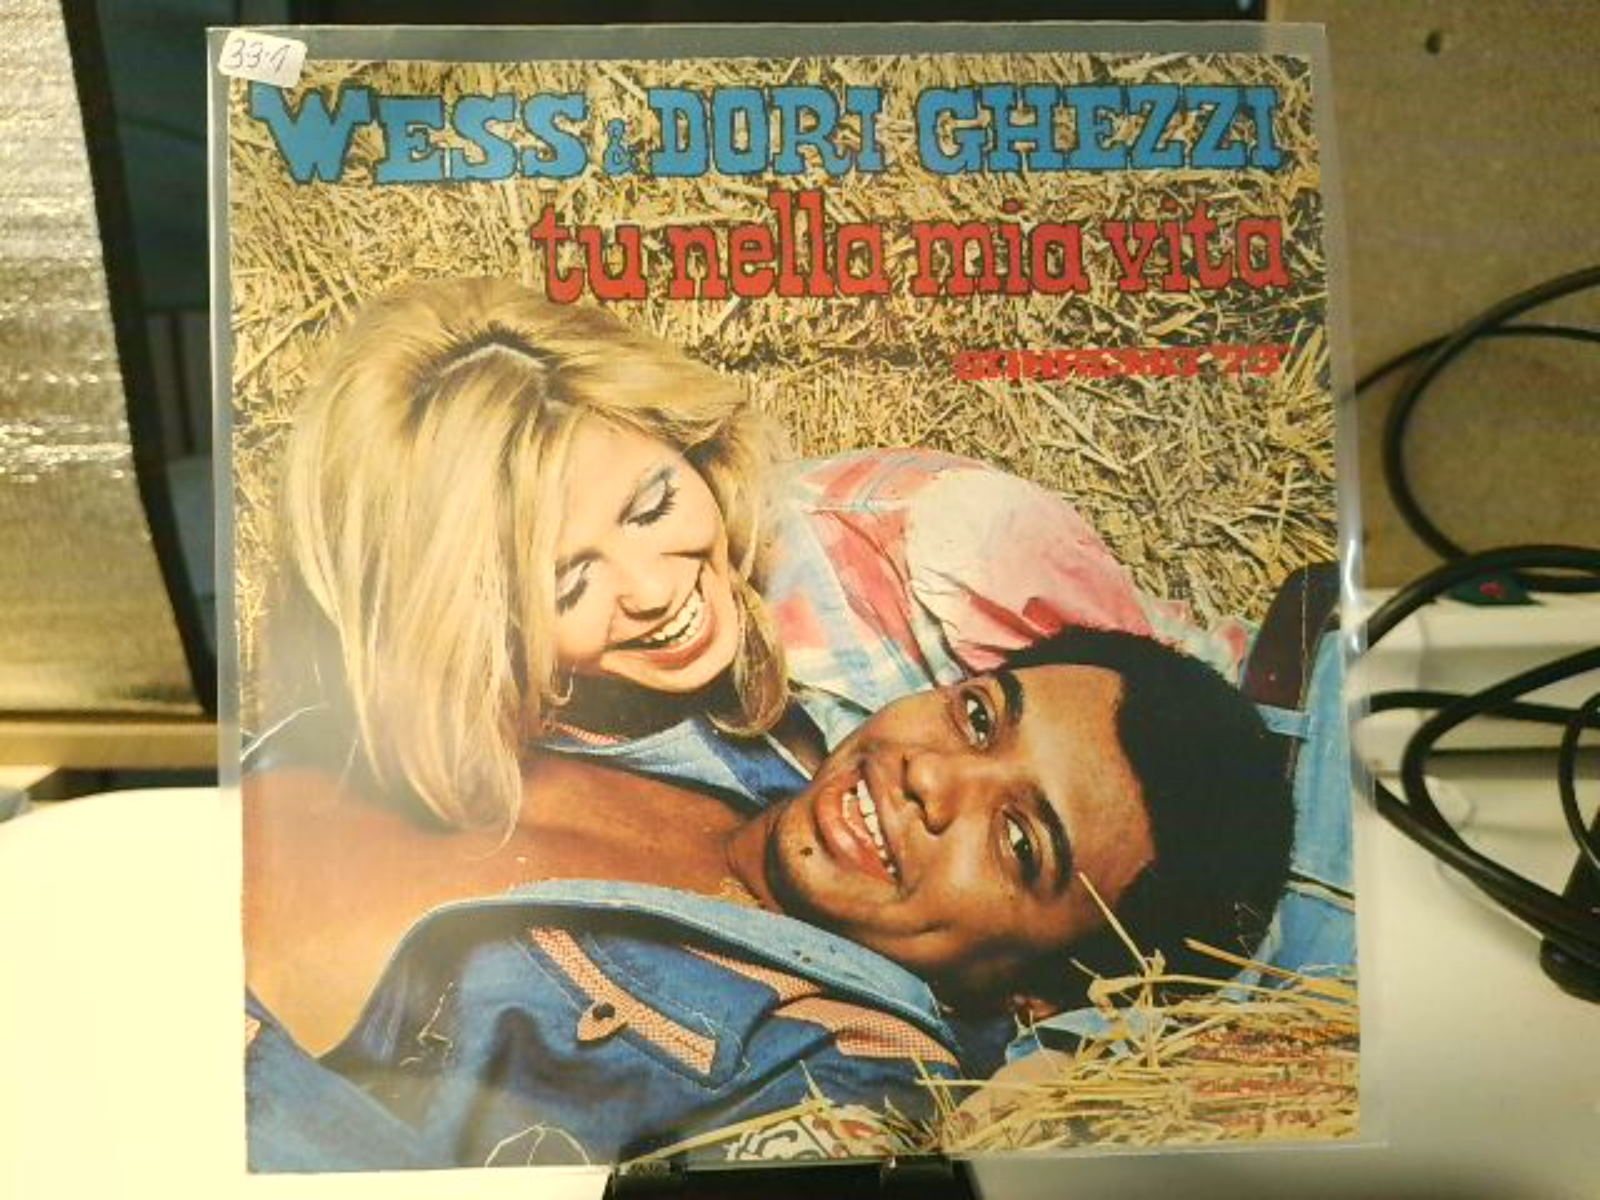 33.1
WESS & DORI GHEZZI
tu nella mia vita
SANREMO '73